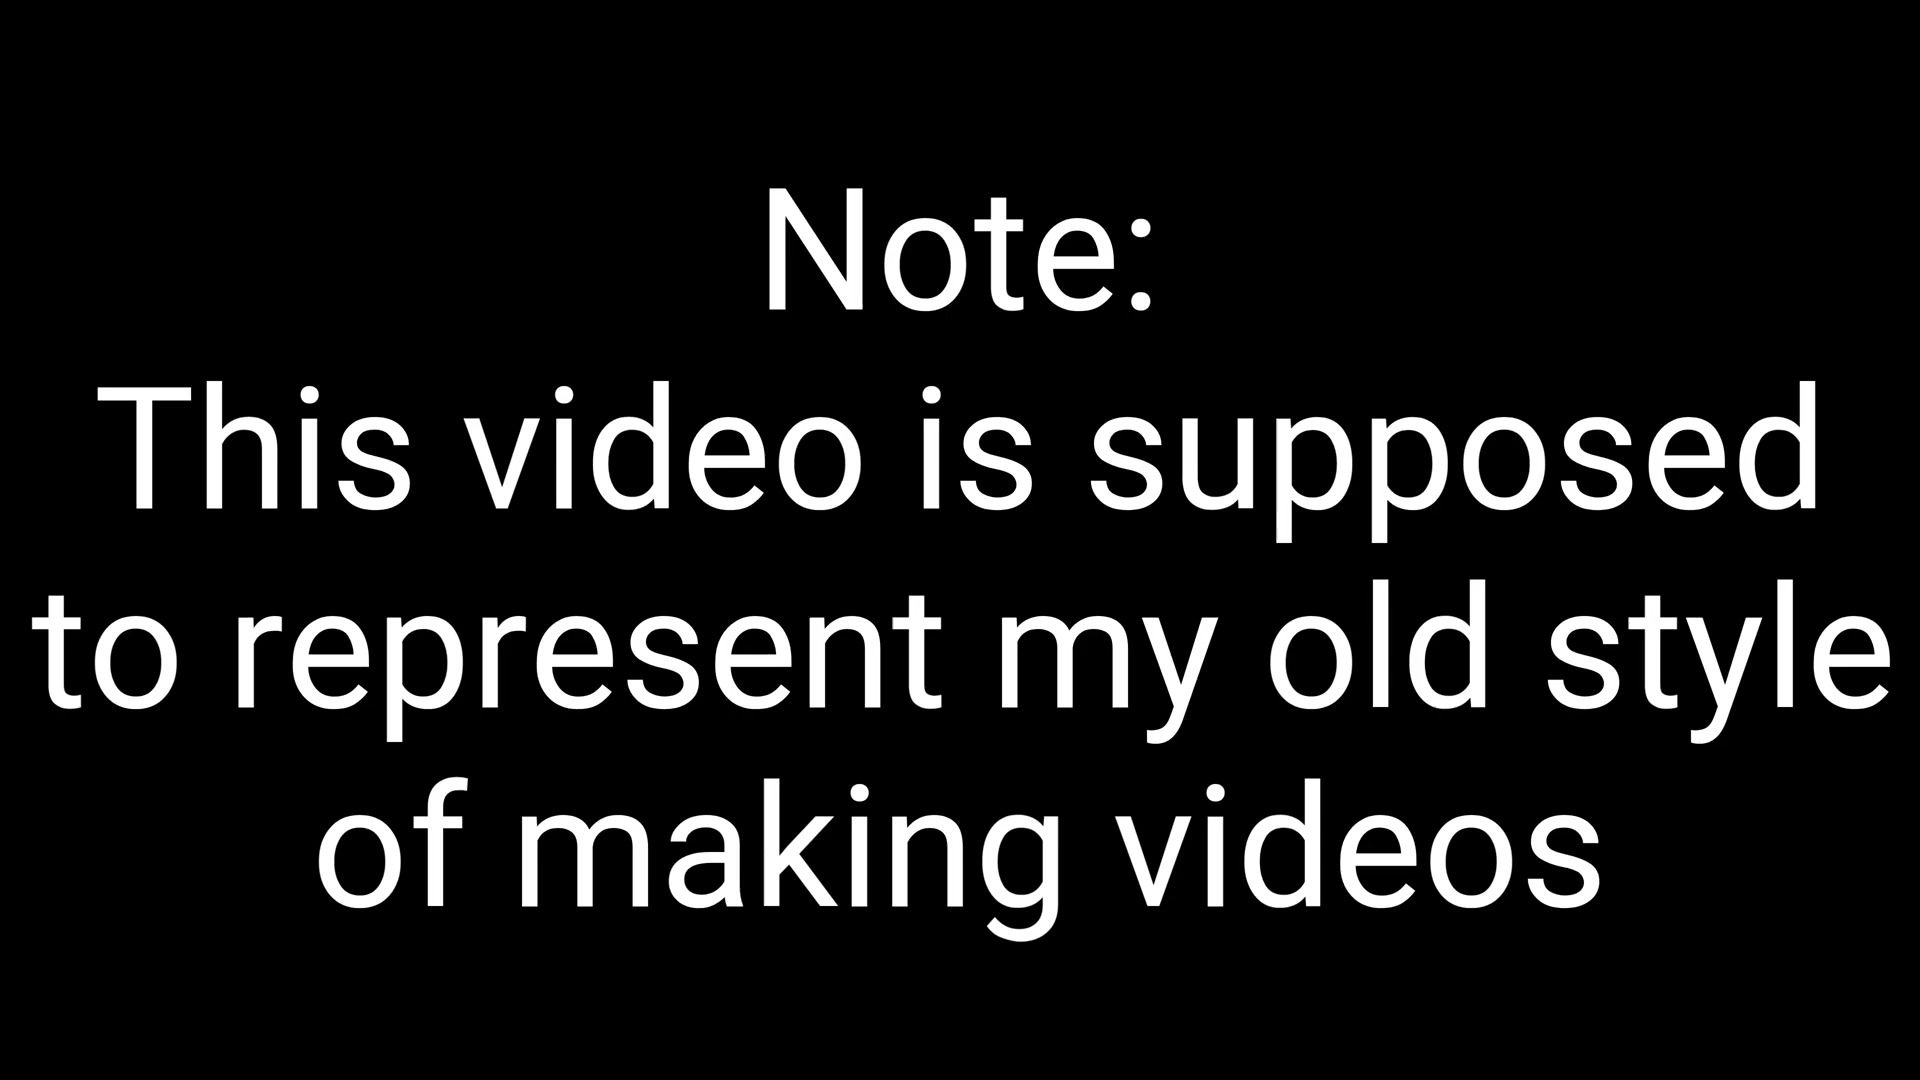 Note:
This video is supposed
to represent my old style
of making videos